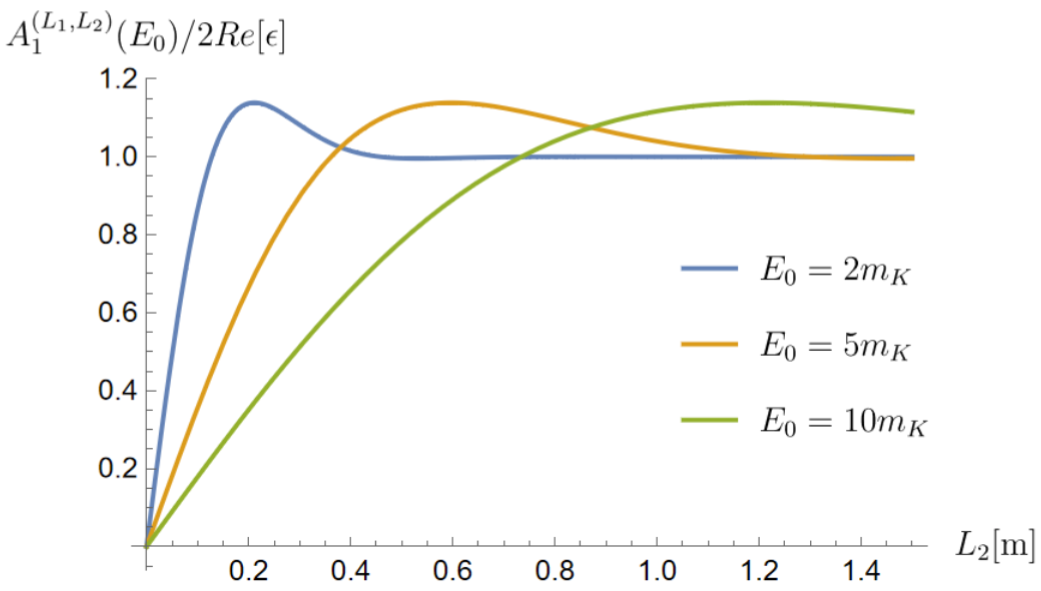 A_1^{(L_1,L_2)}(E_0)/2Re[ϵ]
1.2
1.0
0.8
0.6
0.4
0.2
E_0 = 2m_K
E_0 = 5m_K
E_0 = 10m_K
0.2 0.4 0.6 0.8 1.0 1.2 1.4
L_2[m]